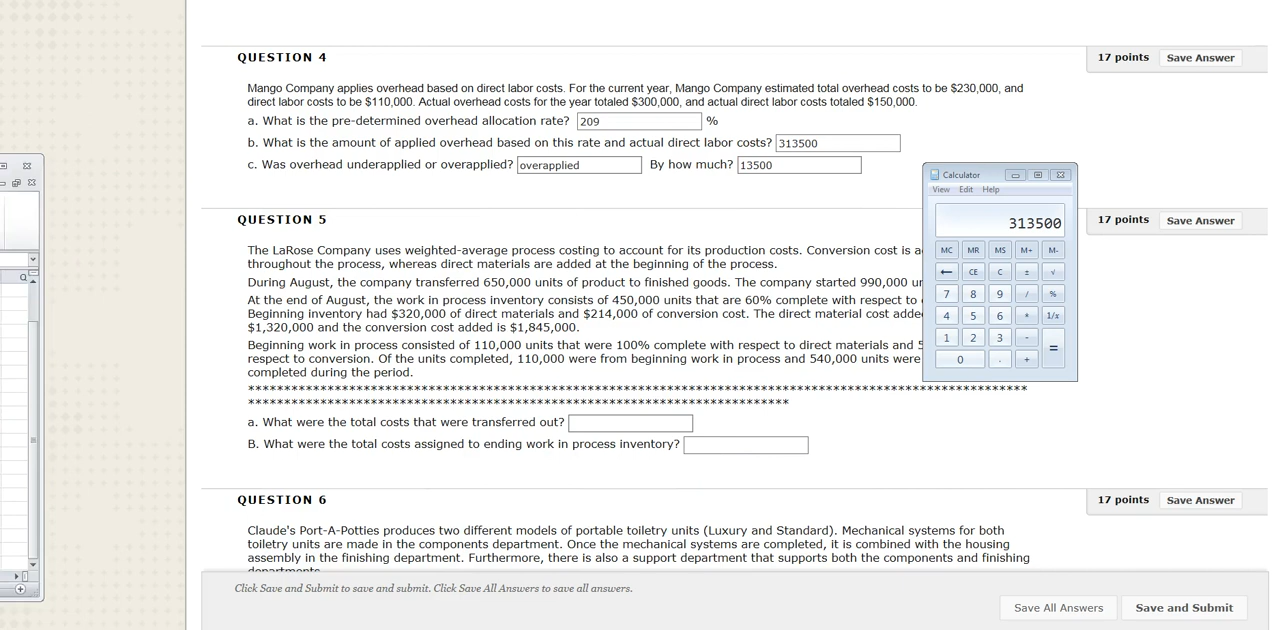 QUESTION 4
17 points Save Answer
Mango Company applies overhead based on direct labor costs. For the current year, Mango Company estimated total overhead costs to be $230,000, and
direct labor costs to be $110,000. Actual overhead costs for the year totaled $300,000, and actual direct labor costs totaled $150,000.
a. What is the pre-determined overhead allocation rate? 209 %
b. What is the amount of applied overhead based on this rate and actual direct labor costs? 313500
c. Was overhead underapplied or overapplied? overapplied By how much? 13500
Calculator
View Edit Help
313500
MC MR MS M+ M-
← CE C ± √
7 8 9 / %
4 5 6 * 1/x
1 2 3 - =
0 . +
QUESTION 5
17 points Save Answer
The LaRose Company uses weighted-average process costing to account for its production costs. Conversion cost is
throughout the process, whereas direct materials are added at the beginning of the process.
During August, the company transferred 650,000 units of product to finished goods. The company started 990,000
At the end of August, the work in process inventory consists of 450,000 units that are 60% complete with respect to
Beginning inventory had $320,000 of direct materials and $214,000 of conversion cost. The direct material cost
$1,320,000 and the conversion cost added is $1,845,000.
Beginning work in process consisted of 110,000 units that were 100% complete with respect to direct materials and
respect to conversion. Of the units completed, 110,000 were from beginning work in process and 540,000 units were
completed during the period.
************************************************************************************************************
***************************************************************************
a. What were the total costs that were transferred out?
B. What were the total costs assigned to ending work in process inventory?
QUESTION 6
17 points Save Answer
Claude's Port-A-Potties produces two different models of portable toiletry units (Luxury and Standard). Mechanical systems for both
toiletry units are made in the components department. Once the mechanical systems are completed, it is combined with the housing
assembly in the finishing department. Furthermore, there is also a support department that supports both the components and finishing
departments.
Click Save and Submit to save and submit. Click Save All Answers to save all answers.
Save All Answers Save and Submit
Q